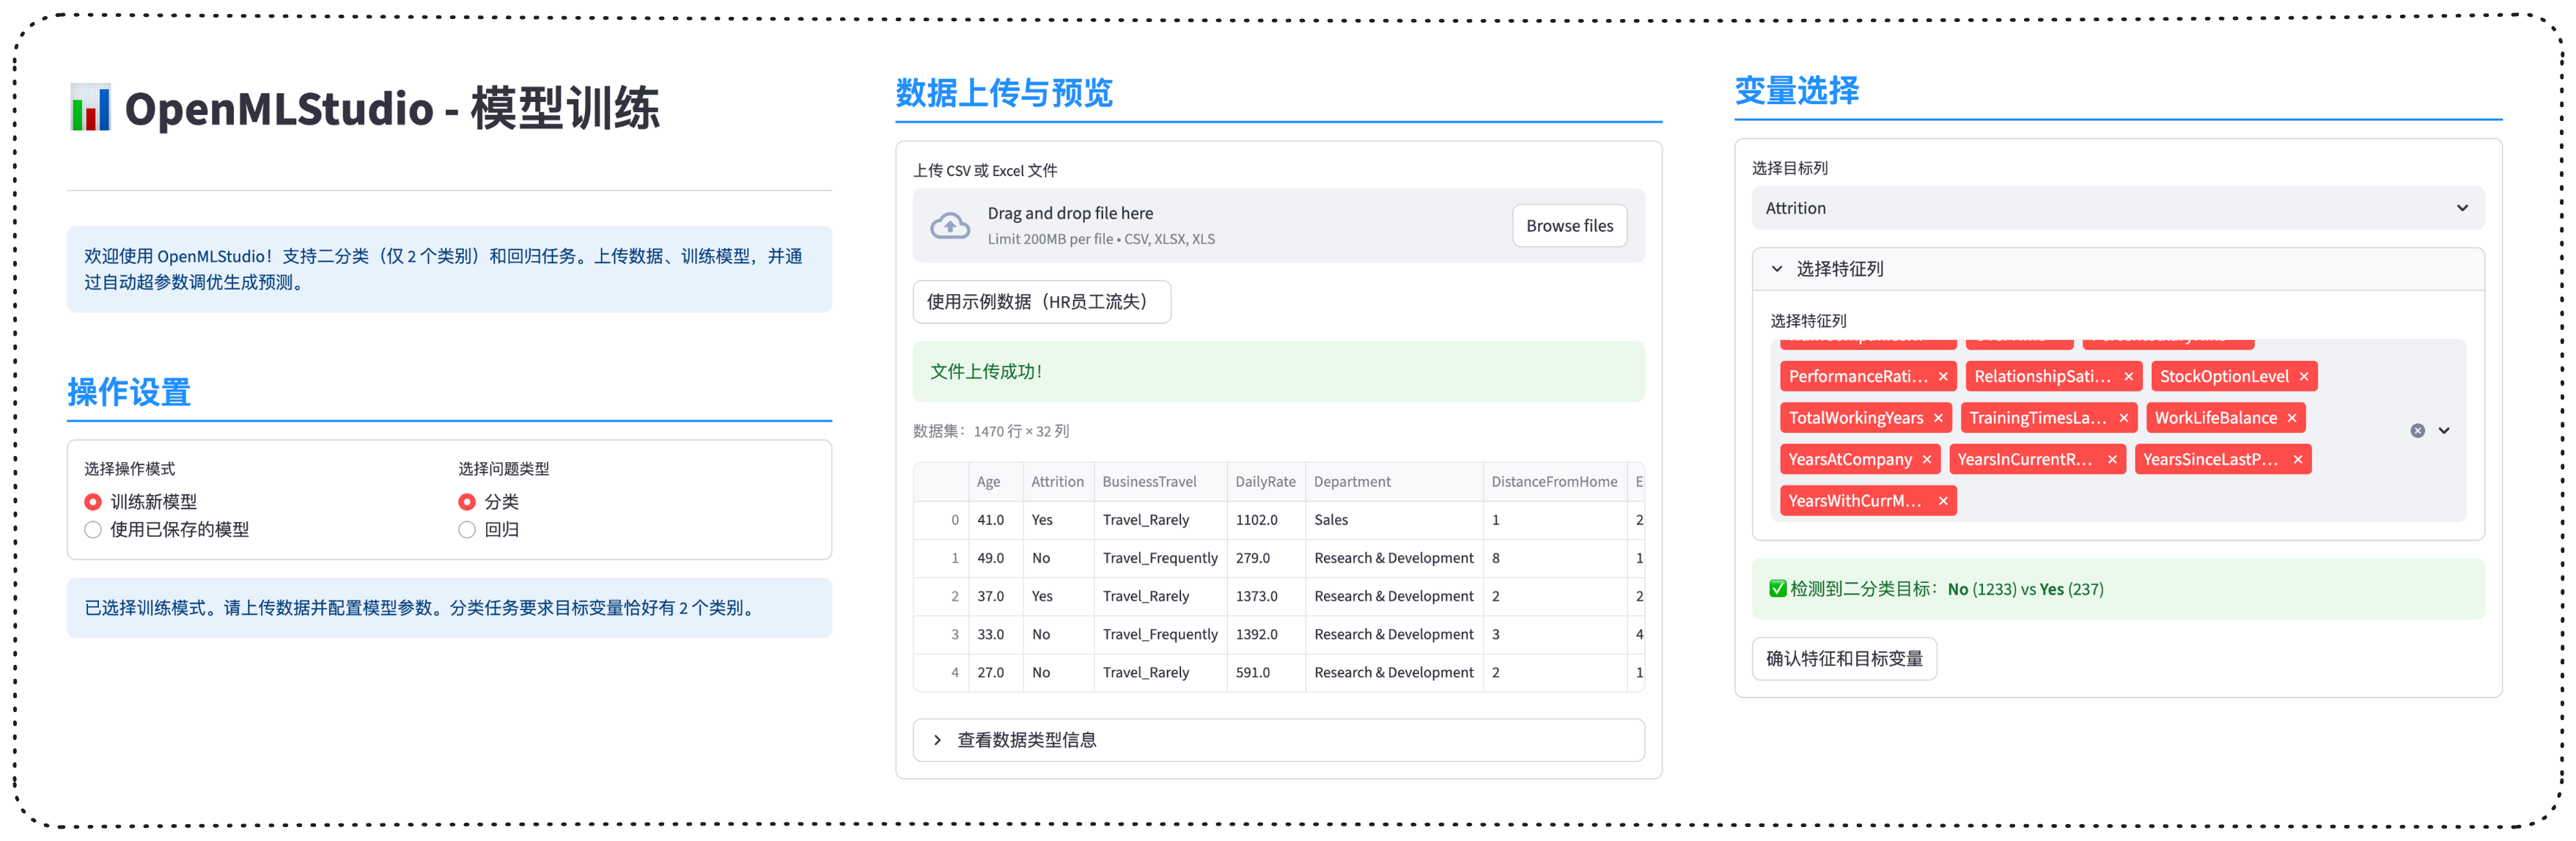 OpenMLStudio - 模型训练
欢迎使用 OpenMLStudio！支持二分类（仅 2 个类别）和回归任务。上传数据、训练模型，并通
过自动超参数调优生成预测。
操作设置
选择操作模式
训练新模型
使用已保存的模型
选择问题类型
分类
回归
已选择训练模式。请上传数据并配置模型参数。分类任务要求目标变量恰好有 2 个类别。
数据上传与预览
上传 CSV 或 Excel 文件
Drag and drop file here
Limit 200MB per file • CSV, XLSX, XLS
Browse files
使用示例数据（HR员工流失）
文件上传成功！
数据集：1470 行 × 32 列
Age Attrition BusinessTravel DailyRate Department DistanceFromHome E
0 41.0 Yes Travel_Rarely 1102.0 Sales 1 2
1 49.0 No Travel_Frequently 279.0 Research & Development 8 1
2 37.0 Yes Travel_Rarely 1373.0 Research & Development 2 2
3 33.0 No Travel_Frequently 1392.0 Research & Development 3 4
4 27.0 No Travel_Rarely 591.0 Research & Development 2 1
查看数据类型信息
变量选择
选择目标列
Attrition
选择特征列
选择特征列
PerformanceRati... × RelationshipSati... × StockOptionLevel ×
TotalWorkingYears × TrainingTimesLa... × WorkLifeBalance ×
YearsAtCompany × YearsInCurrentR... × YearsSinceLastP... ×
YearsWithCurrM... ×
✅ 检测到二分类目标：No (1233) vs Yes (237)
确认特征和目标变量